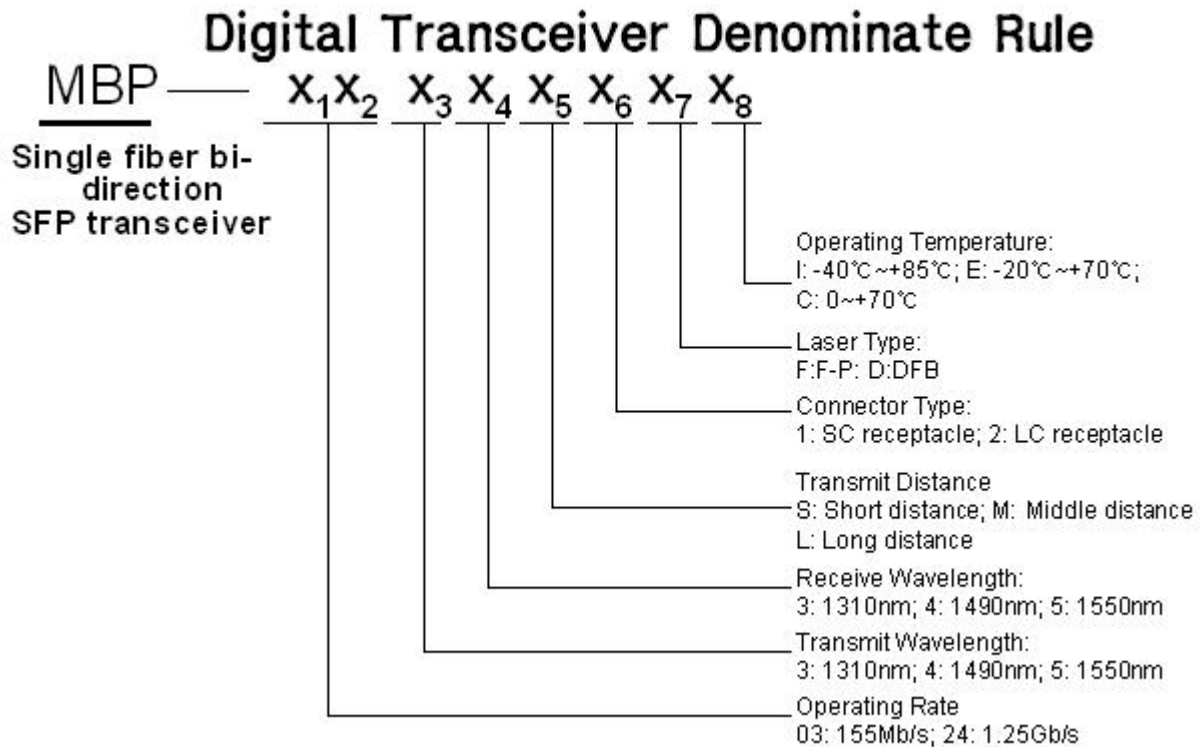 Digital Transceiver Denominate Rule
MBP — X1X2 X3 X4 X5 X6 X7 X8
Single fiber bi-
direction
SFP transceiver
Operating Temperature:
I: -40℃~+85℃; E: -20℃~+70℃;
C: 0~+70℃
Laser Type:
F:F-P: D:DFB
Connector Type:
1: SC receptacle; 2: LC receptacle
Transmit Distance
S: Short distance; M: Middle distance
L: Long distance
Receive Wavelength:
3: 1310nm; 4: 1490nm; 5: 1550nm
Transmit Wavelength:
3: 1310nm; 4: 1490nm; 5: 1550nm
Operating Rate
03: 155Mb/s; 24: 1.25Gb/s